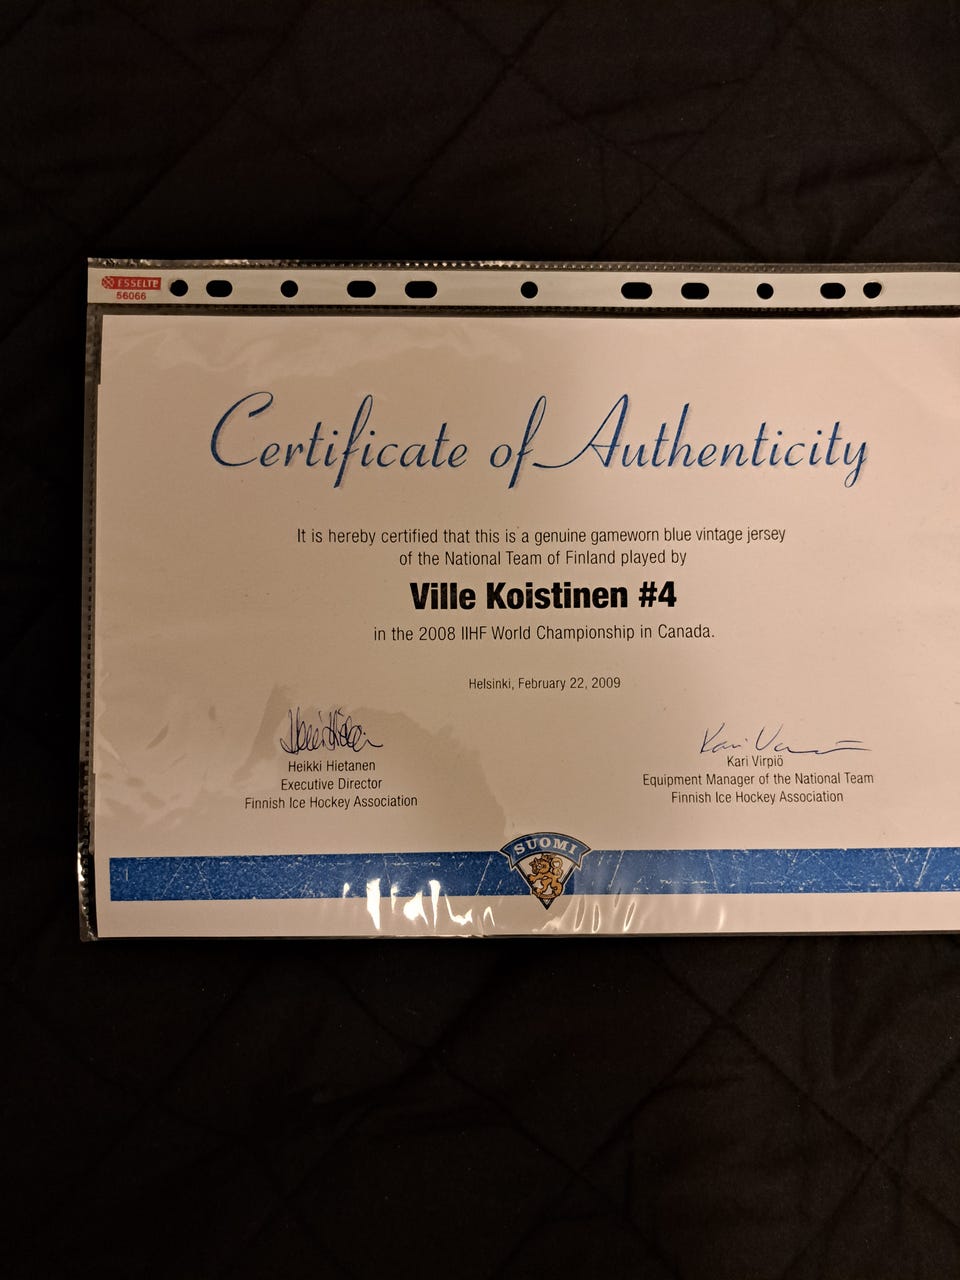 ESSELTE
56066
Certificate of Authenticity
It is hereby certified that this is a genuine gameworn blue vintage jersey
of the National Team of Finland played by
Ville Koistinen #4
in the 2008 IIHF World Championship in Canada.
Helsinki, February 22, 2009
Heikki Hietanen
Executive Director
Finnish Ice Hockey Association
Kari Virpiö
Equipment Manager of the National Team
Finnish Ice Hockey Association
SUOMI